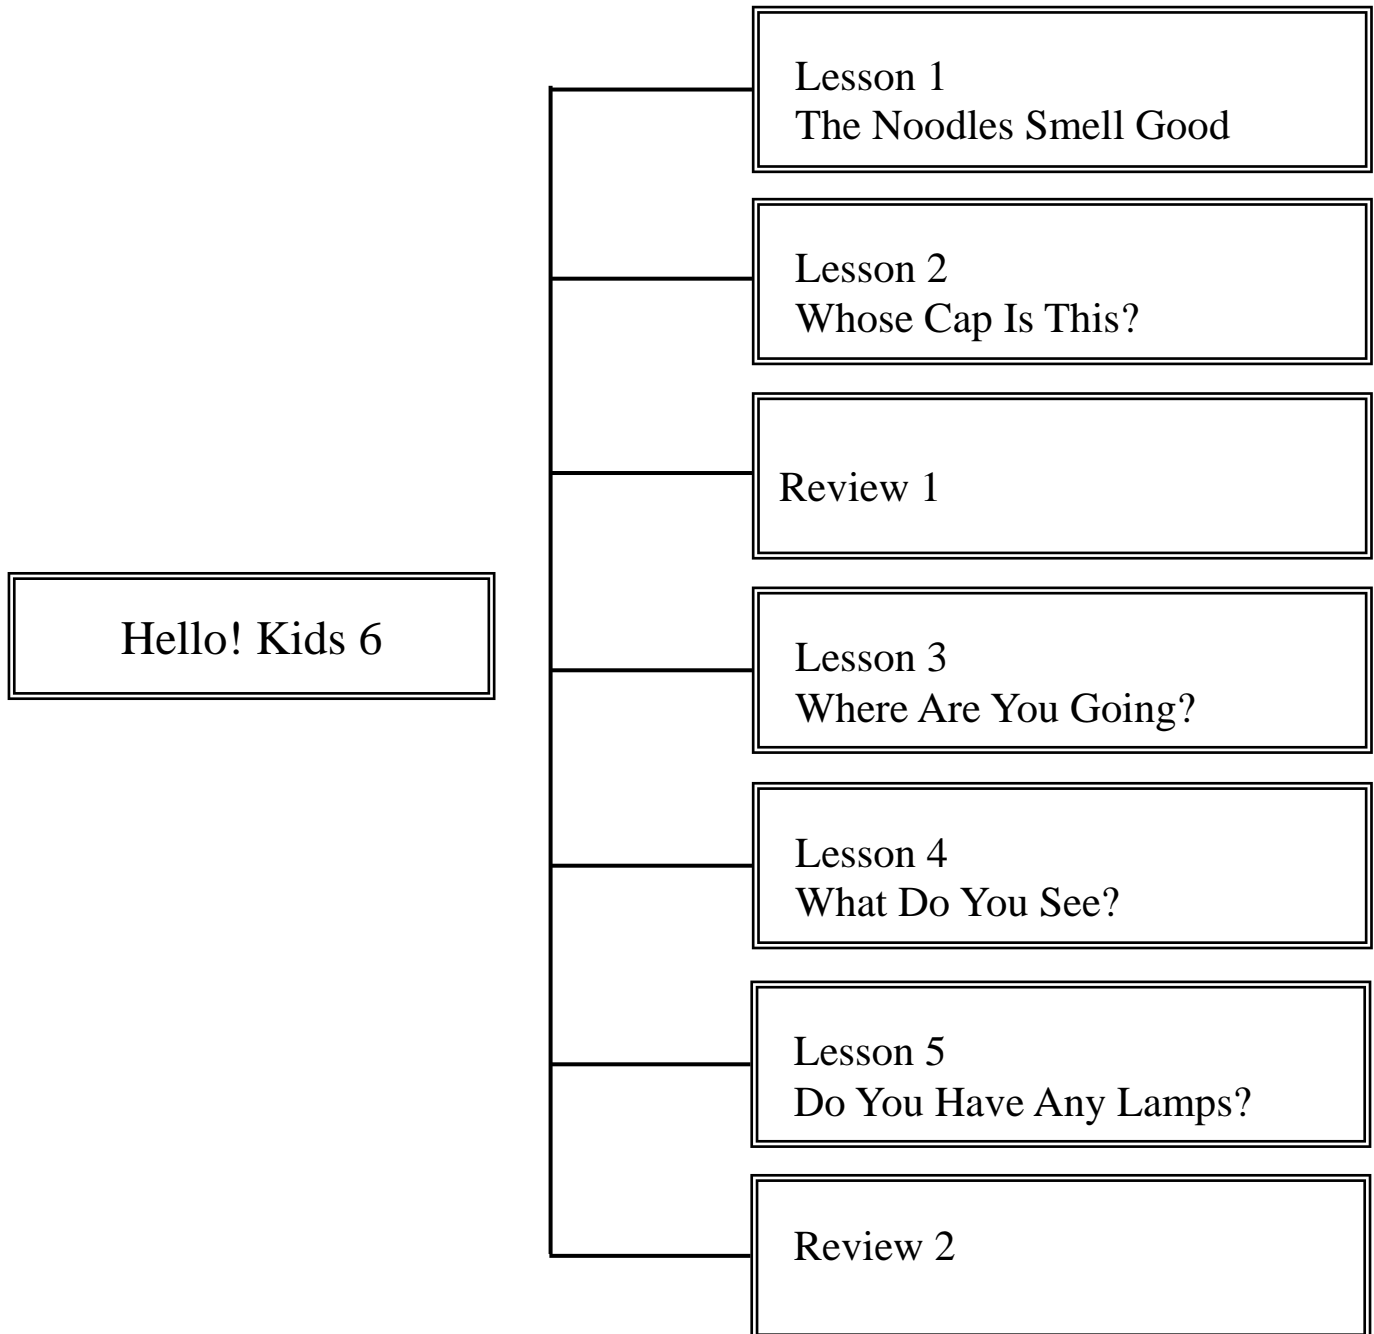 Lesson 1
The Noodles Smell Good
Lesson 2
Whose Cap Is This?
Review 1
Hello! Kids 6
Lesson 3
Where Are You Going?
Lesson 4
What Do You See?
Lesson 5
Do You Have Any Lamps?
Review 2